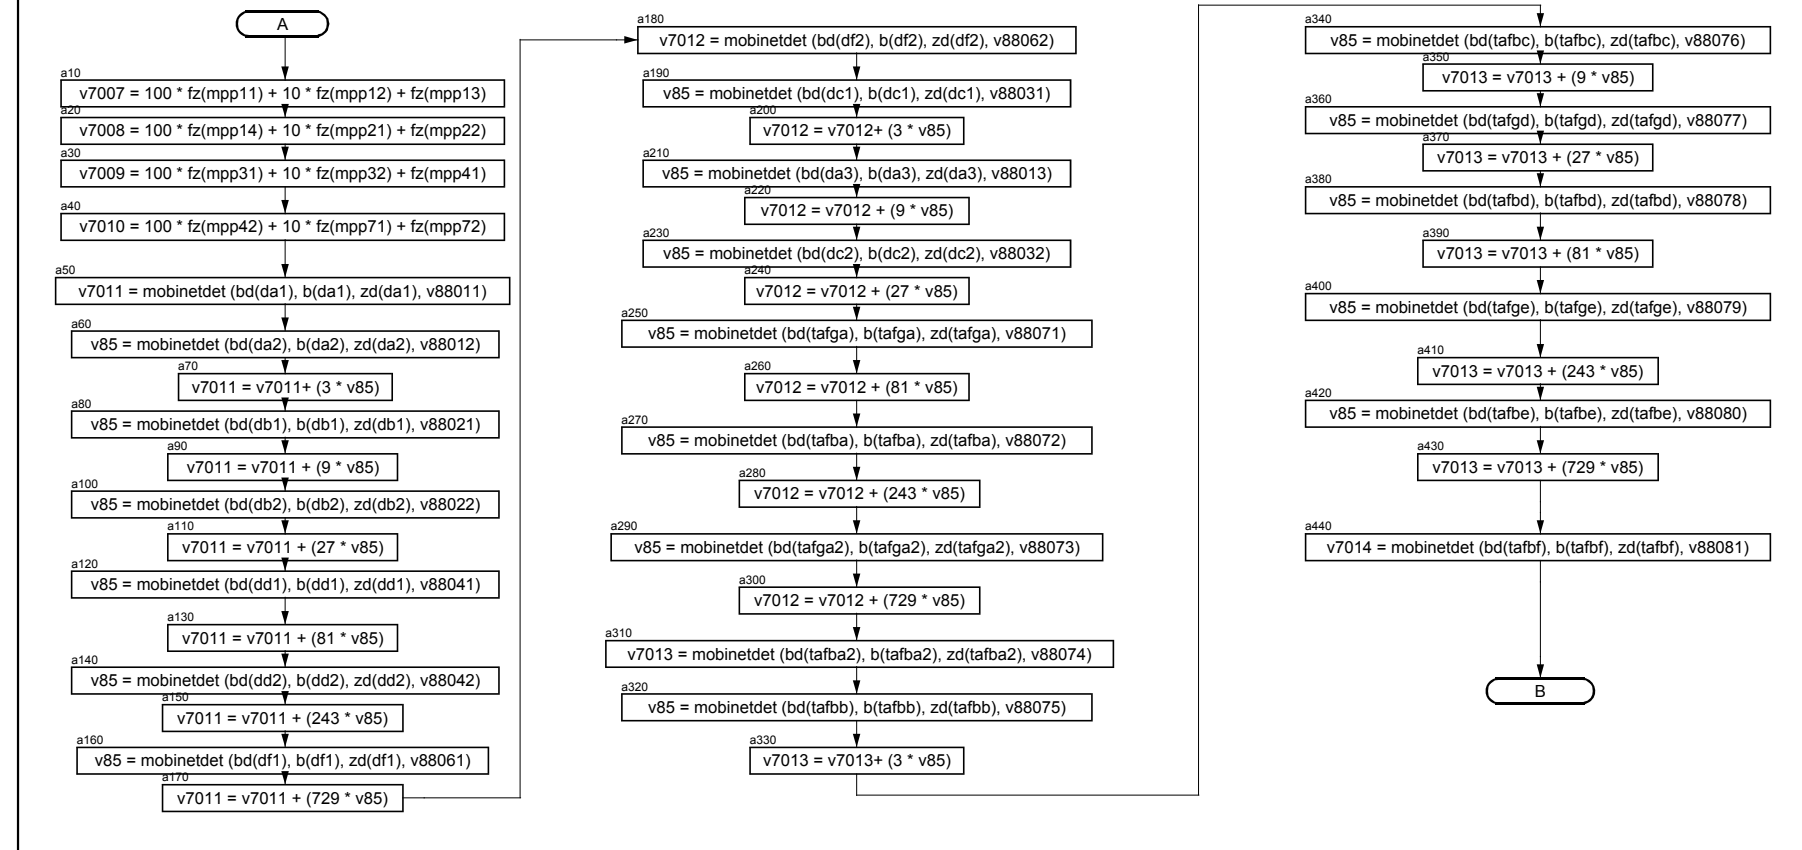 A
a10
v7007 = 100 * fz(mpp11) + 10 * fz(mpp12) + fz(mpp13)
a20
v7008 = 100 * fz(mpp14) + 10 * fz(mpp21) + fz(mpp22)
a30
v7009 = 100 * fz(mpp31) + 10 * fz(mpp32) + fz(mpp41)
a40
v7010 = 100 * fz(mpp42) + 10 * fz(mpp71) + fz(mpp72)
a50
v7011 = mobinetdet (bd(da1), b(da1), zd(da1), v88011)
a60
v85 = mobinetdet (bd(da2), b(da2), zd(da2), v88012)
a70
v7011 = v7011+ (3 * v85)
a80
v85 = mobinetdet (bd(db1), b(db1), zd(db1), v88021)
a90
v7011 = v7011 + (9 * v85)
a100
v85 = mobinetdet (bd(db2), b(db2), zd(db2), v88022)
a110
v7011 = v7011 + (27 * v85)
a120
v85 = mobinetdet (bd(dd1), b(dd1), zd(dd1), v88041)
a130
v7011 = v7011 + (81 * v85)
a140
v85 = mobinetdet (bd(dd2), b(dd2), zd(dd2), v88042)
a150
v7011 = v7011 + (243 * v85)
a160
v85 = mobinetdet (bd(df1), b(df1), zd(df1), v88061)
a170
v7011 = v7011 + (729 * v85)
a180
v7012 = mobinetdet (bd(df2), b(df2), zd(df2), v88062)
a190
v85 = mobinetdet (bd(dc1), b(dc1), zd(dc1), v88031)
a200
v7012 = v7012+ (3 * v85)
a210
v85 = mobinetdet (bd(da3), b(da3), zd(da3), v88013)
a220
v7012 = v7012 + (9 * v85)
a230
v85 = mobinetdet (bd(dc2), b(dc2), zd(dc2), v88032)
a240
v7012 = v7012 + (27 * v85)
a250
v85 = mobinetdet (bd(tafga), b(tafga), zd(tafga), v88071)
a260
v7012 = v7012 + (81 * v85)
a270
v85 = mobinetdet (bd(tafba), b(tafba), zd(tafba), v88072)
a280
v7012 = v7012 + (243 * v85)
a290
v85 = mobinetdet (bd(tafga2), b(tafga2), zd(tafga2), v88073)
a300
v7012 = v7012 + (729 * v85)
a310
v7013 = mobinetdet (bd(tafba2), b(tafba2), zd(tafba2), v88074)
a320
v85 = mobinetdet (bd(tafbb), b(tafbb), zd(tafbb), v88075)
a330
v7013 = v7013+ (3 * v85)
a340
v85 = mobinetdet (bd(tafbc), b(tafbc), zd(tafbc), v88076)
a350
v7013 = v7013 + (9 * v85)
a360
v85 = mobinetdet (bd(tafgd), b(tafgd), zd(tafgd), v88077)
a370
v7013 = v7013 + (27 * v85)
a380
v85 = mobinetdet (bd(tafbd), b(tafbd), zd(tafbd), v88078)
a390
v7013 = v7013 + (81 * v85)
a400
v85 = mobinetdet (bd(tafge), b(tafge), zd(tafge), v88079)
a410
v7013 = v7013 + (243 * v85)
a420
v85 = mobinetdet (bd(tafbe), b(tafbe), zd(tafbe), v88080)
a430
v7013 = v7013 + (729 * v85)
a440
v7014 = mobinetdet (bd(tafbf), b(tafbf), zd(tafbf), v88081)
B